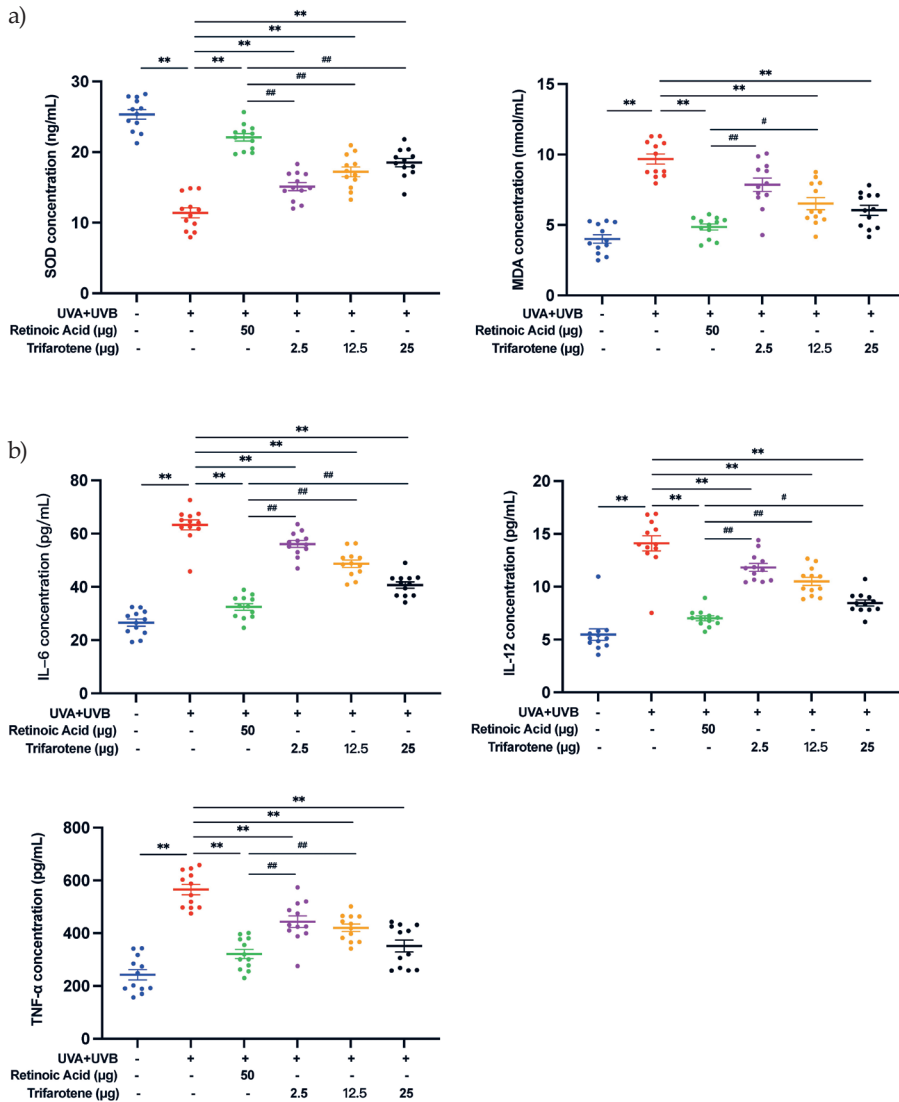 a)
** ** ** ** **
## ## ##
SOD concentration (ng/mL)
30
20
10
0
UVA+UVB - + + + + +
Retinoic Acid (µg) - - 50 - - -
Trifarotene (µg) - - - 2.5 12.5 25
** ** ** **
# ##
MDA concentration (nmol/mL)
15
10
5
0
UVA+UVB - + + + + +
Retinoic Acid (µg) - - 50 - - -
Trifarotene (µg) - - - 2.5 12.5 25
b)
** ** ** ** **
## ## ##
IL–6 concentration (pg/mL)
80
60
40
20
0
UVA+UVB - + + + + +
Retinoic Acid (µg) - - 50 - - -
Trifarotene (µg) - - - 2.5 12.5 25
** ** ** ** **
# ## ##
IL-12 concentration (pg/mL)
20
15
10
5
0
UVA+UVB - + + + + +
Retinoic Acid (µg) - - 50 - - -
Trifarotene (µg) - - - 2.5 12.5 25
** ** ** ** **
## ##
TNF-α concentration (pg/mL)
800
600
400
200
0
UVA+UVB - + + + + +
Retinoic Acid (µg) - - 50 - - -
Trifarotene (µg) - - - 2.5 12.5 25